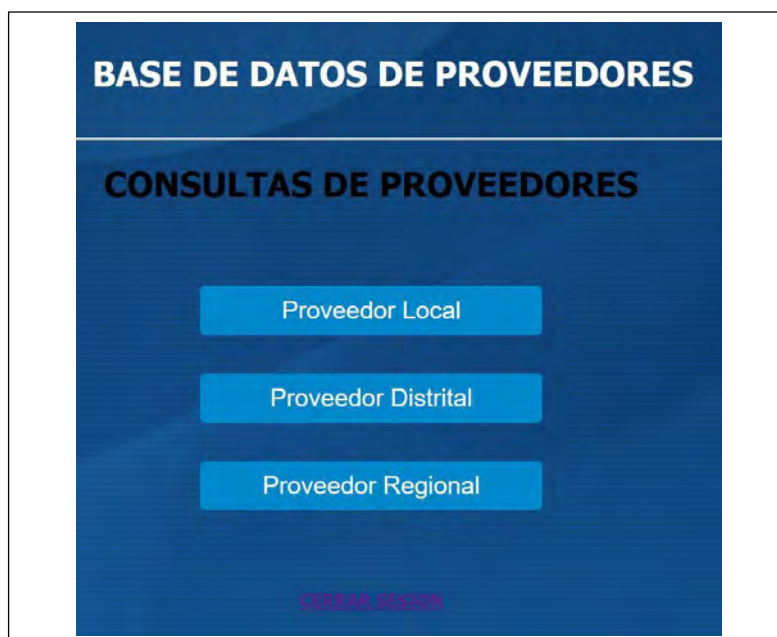 BASE DE DATOS DE PROVEEDORES
CONSULTAS DE PROVEEDORES
Proveedor Local
Proveedor Distrital
Proveedor Regional
CERRAR SESION